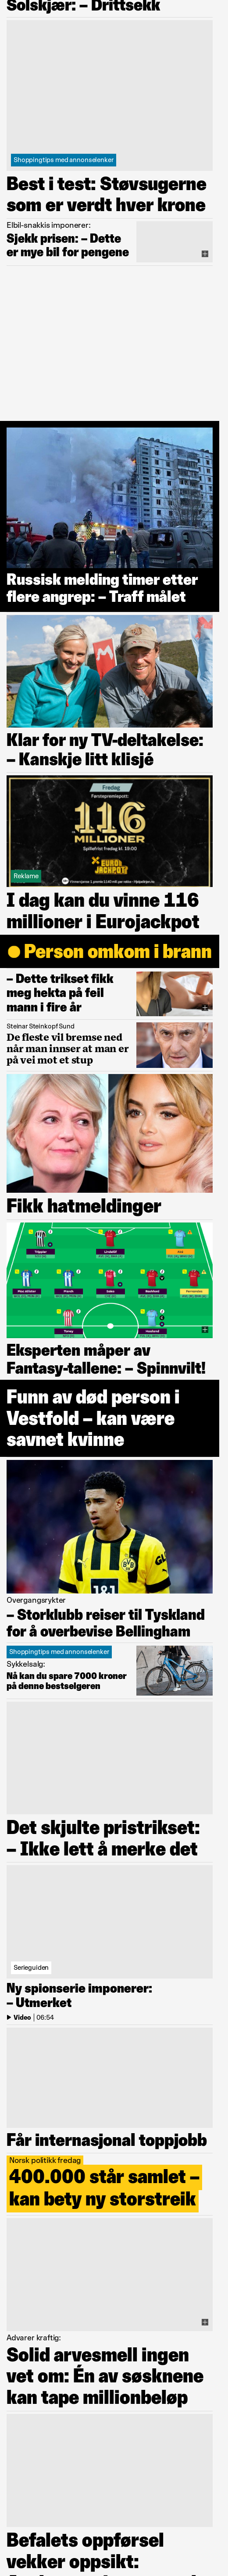 Solskjær: – Drittsekk
Shoppingtips med annonselenker
Best i test: Støvsugerne
som er verdt hver krone
Elbil-snakkis imponerer:
Sjekk prisen: – Dette
er mye bil for pengene
Russisk melding timer etter
flere angrep: – Traff målet
Klar for ny TV-deltakelse:
– Kanskje litt klisjé
Fredag
Førstepremiepott:
116
MILLIONER
Spillefrist fredag kl. 19:00
EURO
JACKPOT
Reklame
I dag kan du vinne 116
millioner i Eurojackpot
Person omkom i brann
– Dette trikset fikk
meg hekta på feil
mann i fire år
Steinar Steinkopf Sund
De fleste vil bremse ned
når man innser at man er
på vei mot et stup
Fikk hatmeldinger
Trippier
Haaland
Eksperten måper av
Fantasy-tallene: – Spinnvilt!
Funn av død person i
Vestfold – kan være
savnet kvinne
BVB
09
1&1
Overgangsrykter
– Storklubb reiser til Tyskland
for å overbevise Bellingham
Shoppingtips med annonselenker
Sykkelsalg:
Nå kan du spare 7000 kroner
på denne bestselgeren
Det skjulte pristrikset:
– Ikke lett å merke det
Serieguiden
Ny spionserie imponerer:
– Utmerket
Video | 06:54
Får internasjonal toppjobb
Norsk politikk fredag
400.000 står samlet –
kan bety ny storstreik
Advarer kraftig:
Solid arvesmell ingen
vet om: Én av søsknene
kan tape millionbeløp
Befalets oppførsel
vekker oppsikt: